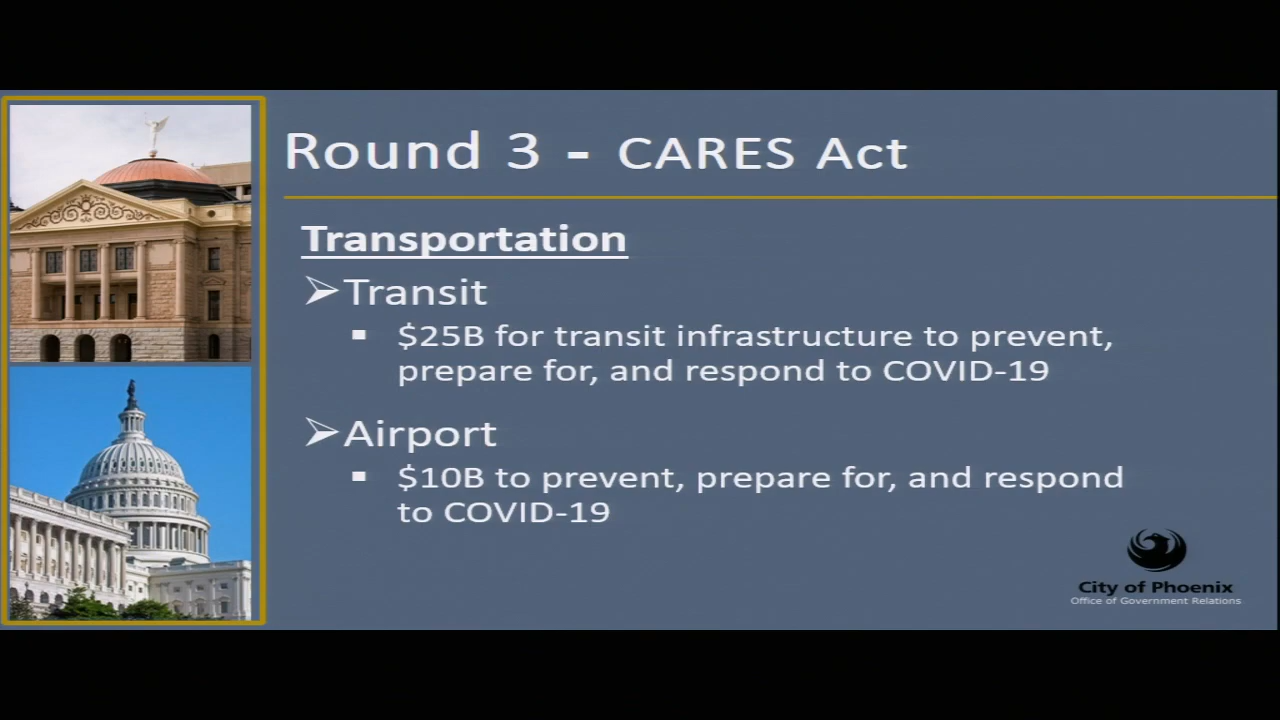 Round 3 - CARES Act
Transportation
➢Transit
▪ $25B for transit infrastructure to prevent,
prepare for, and respond to COVID-19
➢Airport
▪ $10B to prevent, prepare for, and respond
to COVID-19
City of Phoenix
Office of Government Relations